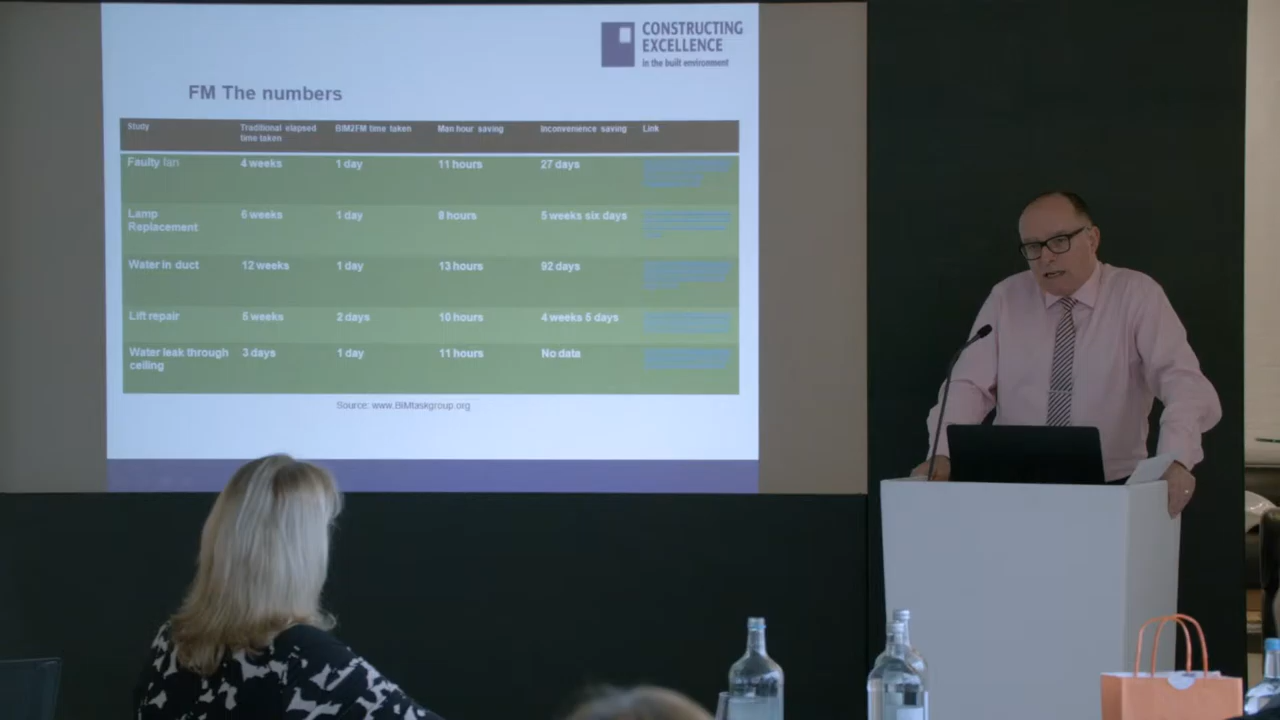 CONSTRUCTING
EXCELLENCE
in the built environment
FM The numbers
Study Traditional elapsed time taken BIM2FM time taken Man hour saving Inconvenience saving Link
Faulty fan 4 weeks 1 day 11 hours 27 days
Lamp Replacement 6 weeks 1 day 8 hours 5 weeks six days
Water in duct 12 weeks 1 day 13 hours 92 days
Lift repair 5 weeks 2 days 10 hours 4 weeks 5 days
Water leak through ceiling 3 days 1 day 11 hours No data
Source: www.BIMtaskgroup.org